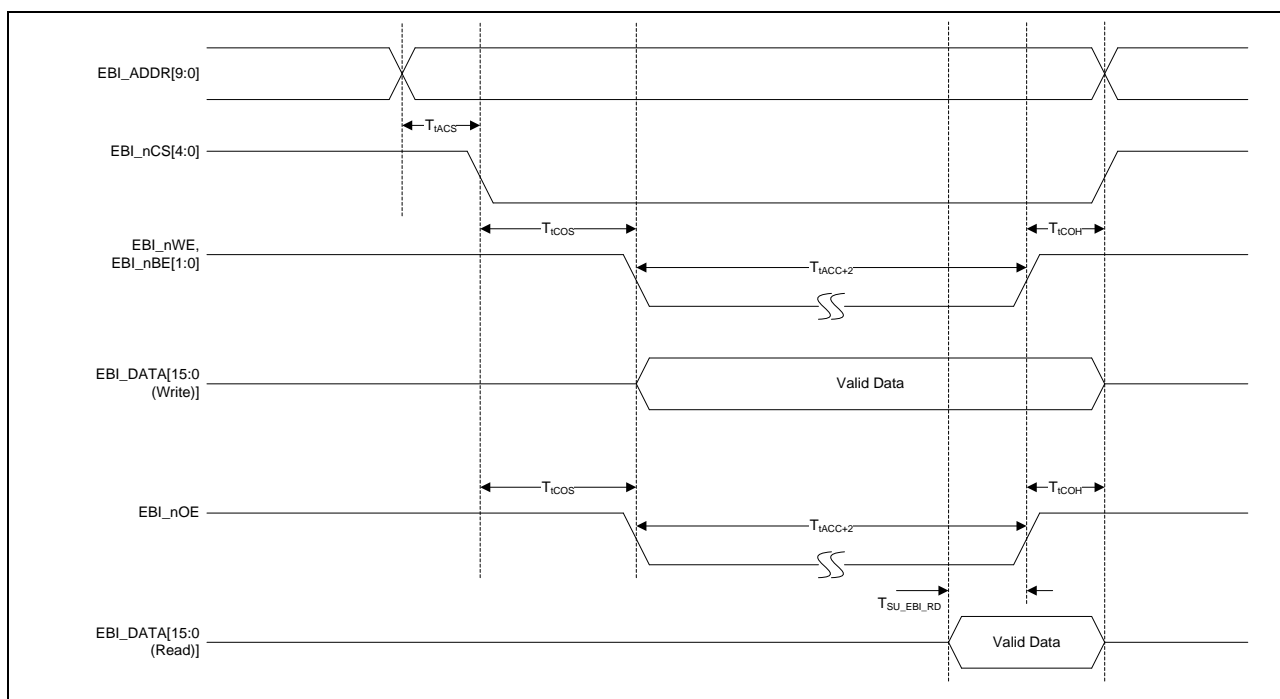 EBI_ADDR[9:0]
TtACS
EBI_nCS[4:0]
TtCOS
TtCOH
EBI_nWE,
EBI_nBE[1:0]
TtACC+2
EBI_DATA[15:0
(Write)]
Valid Data
TtCOS
TtCOH
EBI_nOE
TtACC+2
TSU_EBI_RD
EBI_DATA[15:0
(Read)]
Valid Data